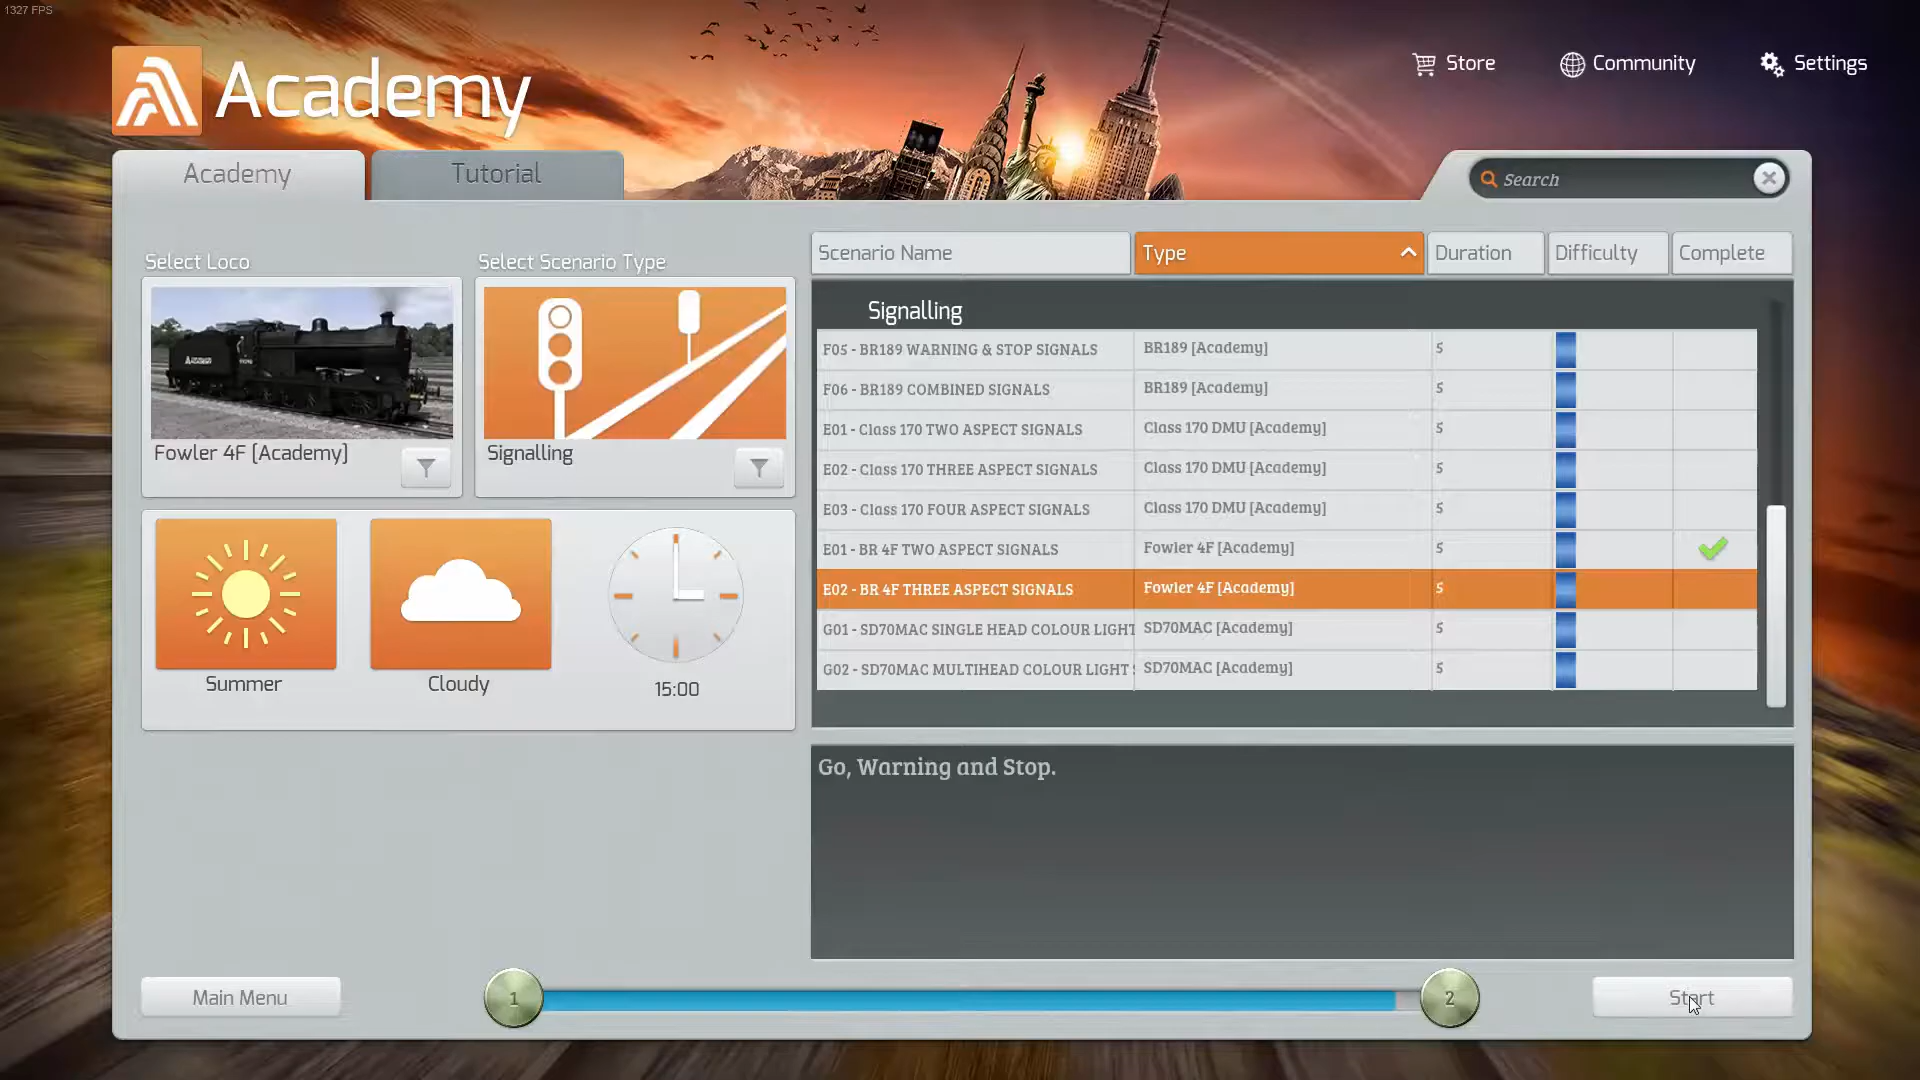 1327 FPS
Academy
Store
Community
Settings
Academy
Tutorial
Search
Select Loco
Select Scenario Type
Fowler 4F [Academy]
Signalling
Summer
Cloudy
15:00
Scenario Name
Type
Duration
Difficulty
Complete
Signalling
F05 - BR189 WARNING & STOP SIGNALS BR189 [Academy] 5
F06 - BR189 COMBINED SIGNALS BR189 [Academy] 5
E01 - Class 170 TWO ASPECT SIGNALS Class 170 DMU [Academy] 5
E02 - Class 170 THREE ASPECT SIGNALS Class 170 DMU [Academy] 5
E03 - Class 170 FOUR ASPECT SIGNALS Class 170 DMU [Academy] 5
E01 - BR 4F TWO ASPECT SIGNALS Fowler 4F [Academy] 5
E02 - BR 4F THREE ASPECT SIGNALS Fowler 4F [Academy] 5
G01 - SD70MAC SINGLE HEAD COLOUR LIGHT SD70MAC [Academy] 5
G02 - SD70MAC MULTIHEAD COLOUR LIGHT SD70MAC [Academy] 5
Go, Warning and Stop.
Main Menu
1
2
Start